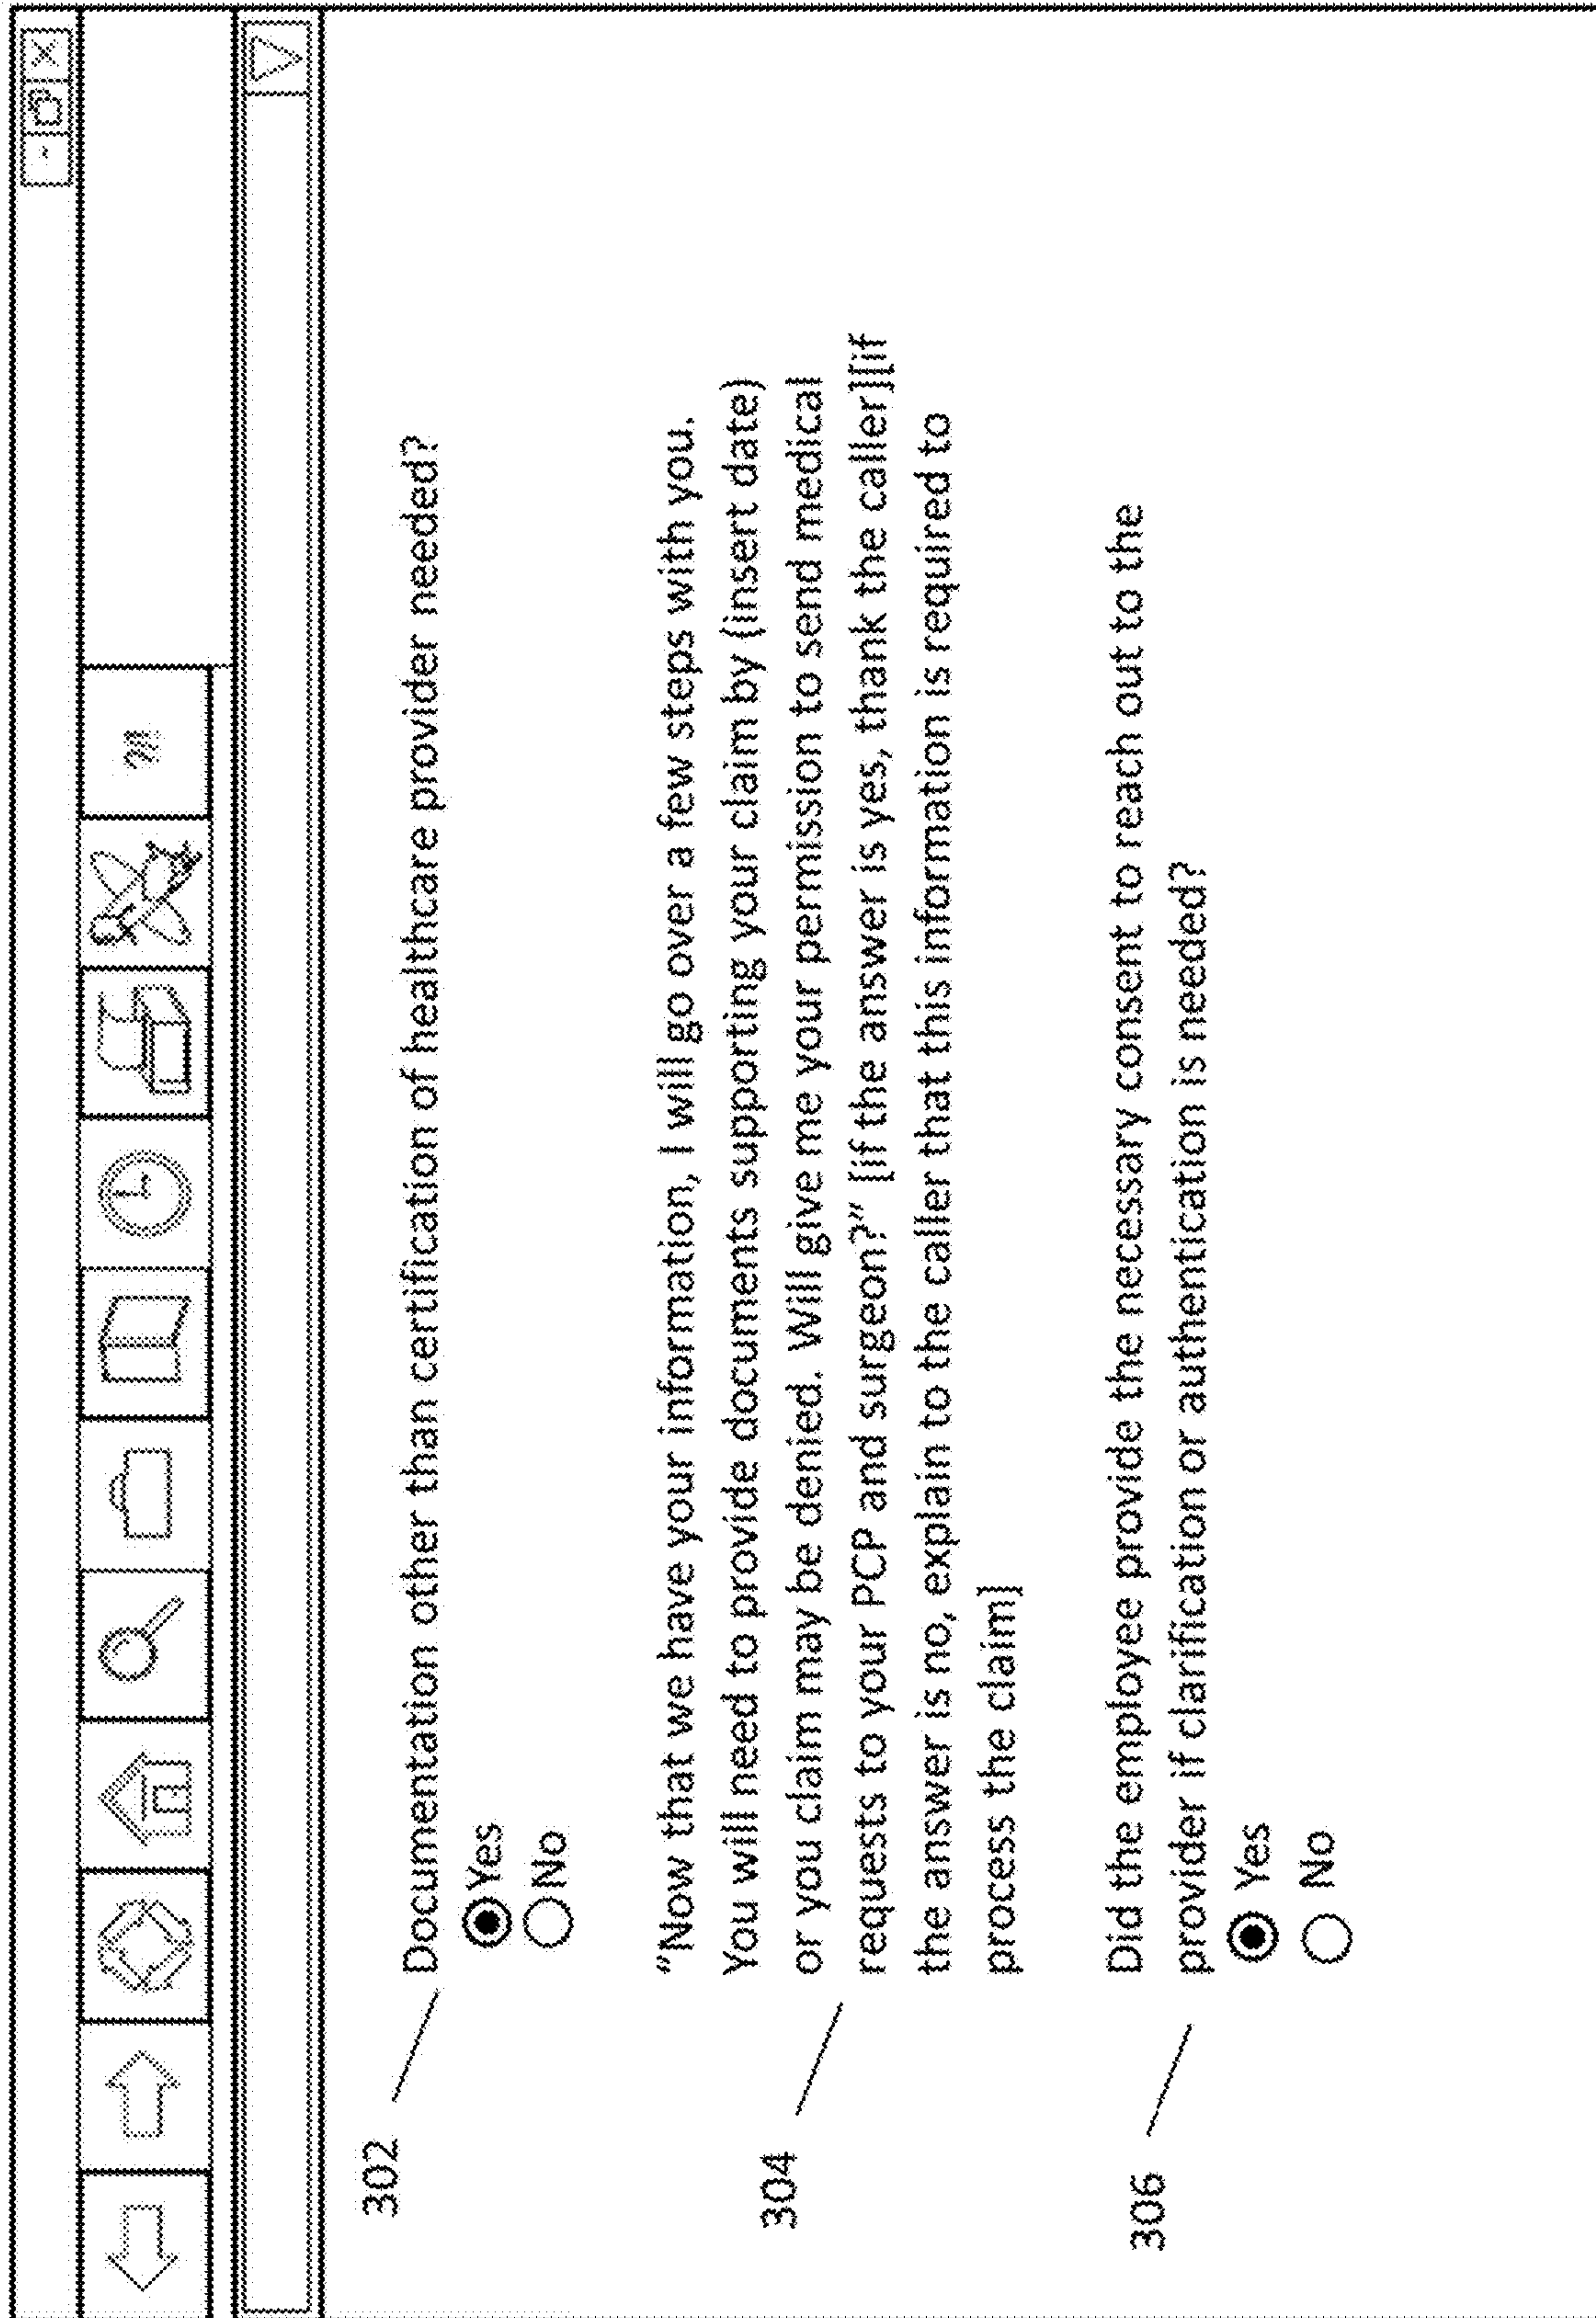 302
Documentation other than certification of healthcare provider needed?
Yes
No
304
"Now that we have your information, I will go over a few steps with you.
You will need to provide documents supporting your claim by (insert date)
or you claim may be denied. Will give me your permission to send medical
requests to your PCP and surgeon?" [if the answer is yes, thank the caller][if
the answer is no, explain to the caller that this information is required to
process the claim]
306
Did the employee provide the necessary consent to reach out to the
provider if clarification or authentication is needed?
Yes
No